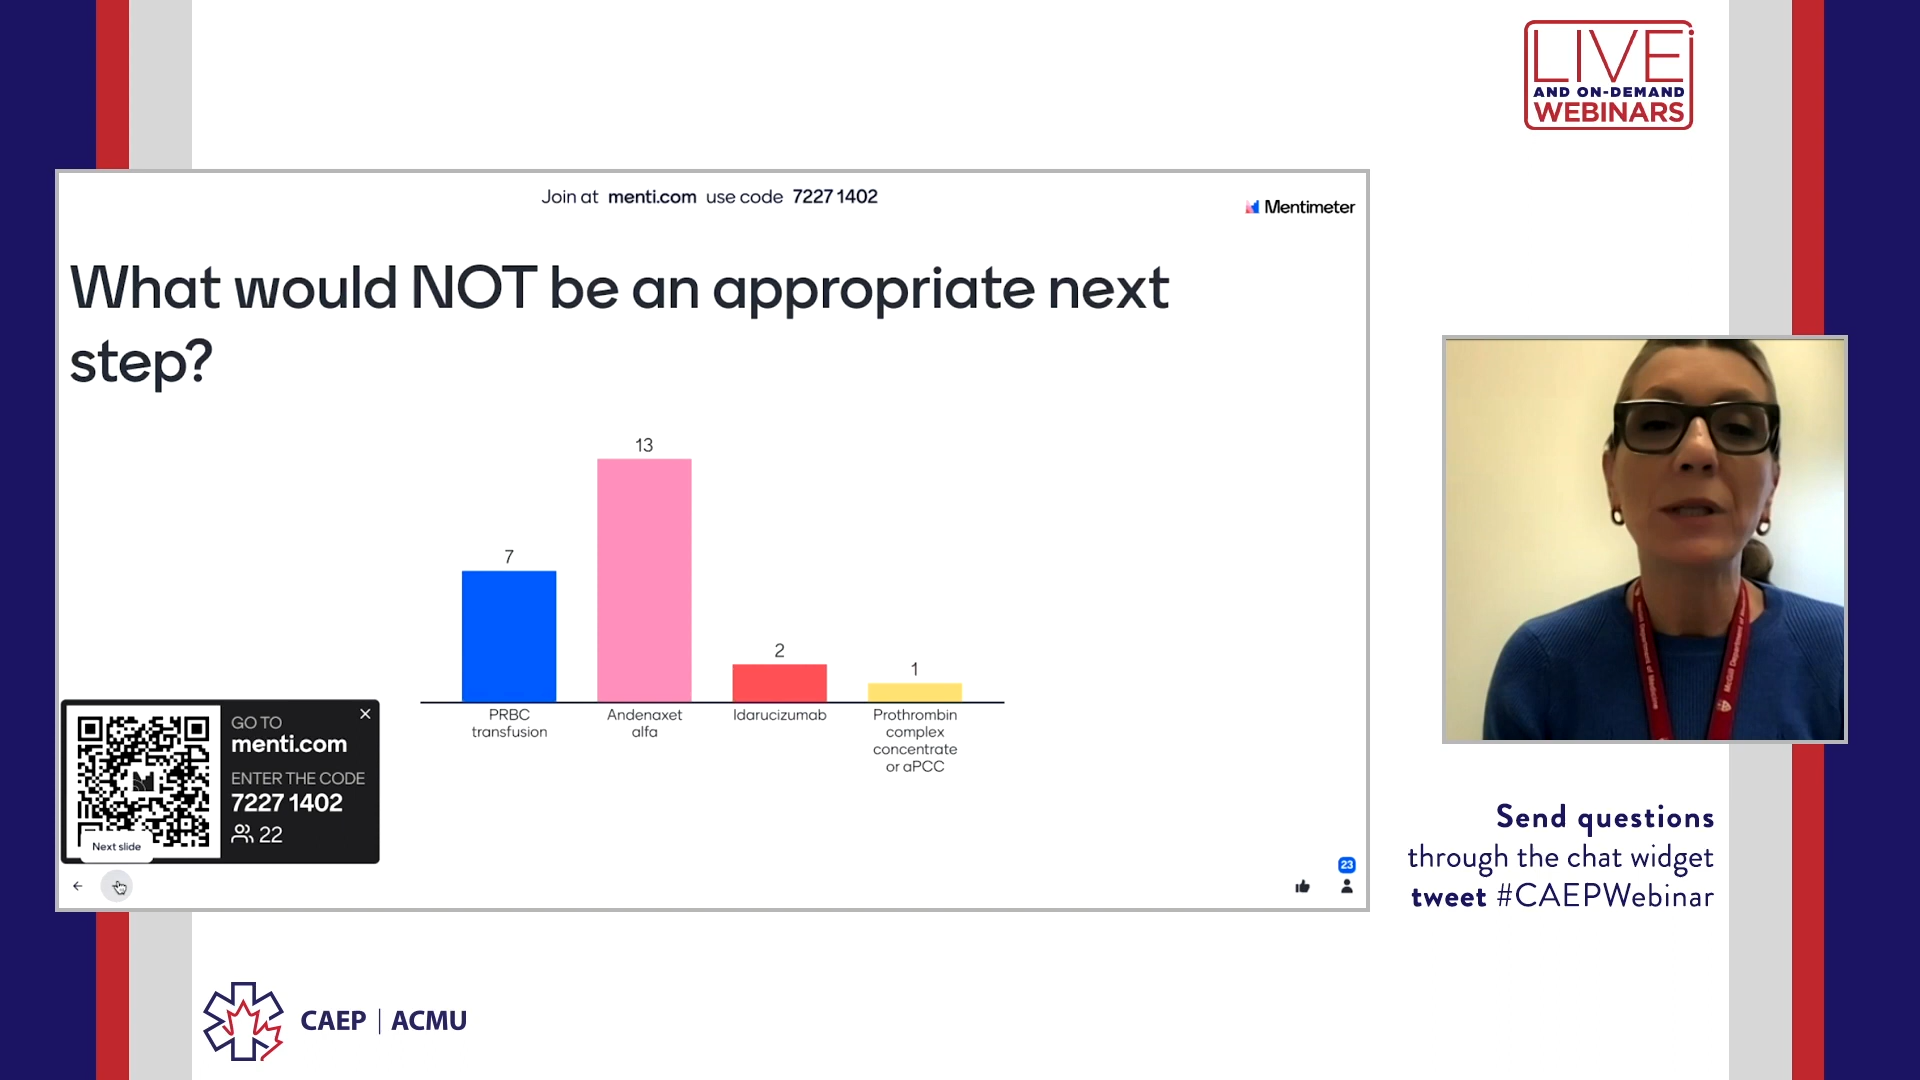 LIVE
AND ON-DEMAND
WEBINARS
Join at menti.com use code 7227 1402
Mentimeter
What would NOT be an appropriate next
step?
13
7
2
1
PRBC
transfusion
Andenaxet
alfa
Idarucizumab
Prothrombin
complex
concentrate
or aPCC
GO TO
menti.com
ENTER THE CODE
7227 1402
22
Next slide
23
Send questions
through the chat widget
tweet #CAEPWebinar
CAEP | ACMU